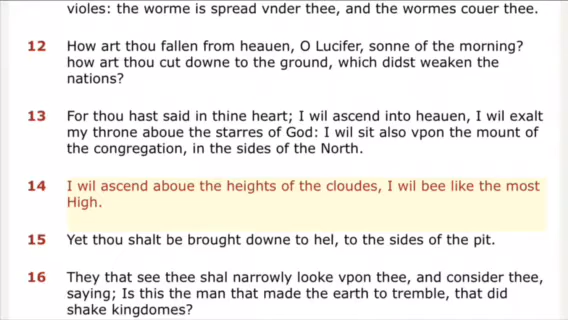 violes: the worme is spread vnder thee, and the wormes couer thee.
12 How art thou fallen from heauen, O Lucifer, sonne of the morning?
how art thou cut downe to the ground, which didst weaken the
nations?
13 For thou hast said in thine heart; I wil ascend into heauen, I wil exalt
my throne aboue the starres of God: I wil sit also vpon the mount of
the congregation, in the sides of the North.
14 I wil ascend aboue the heights of the cloudes, I wil bee like the most
High.
15 Yet thou shalt be brought downe to hel, to the sides of the pit.
16 They that see thee shal narrowly looke vpon thee, and consider thee,
saying; Is this the man that made the earth to tremble, that did
shake kingdomes?